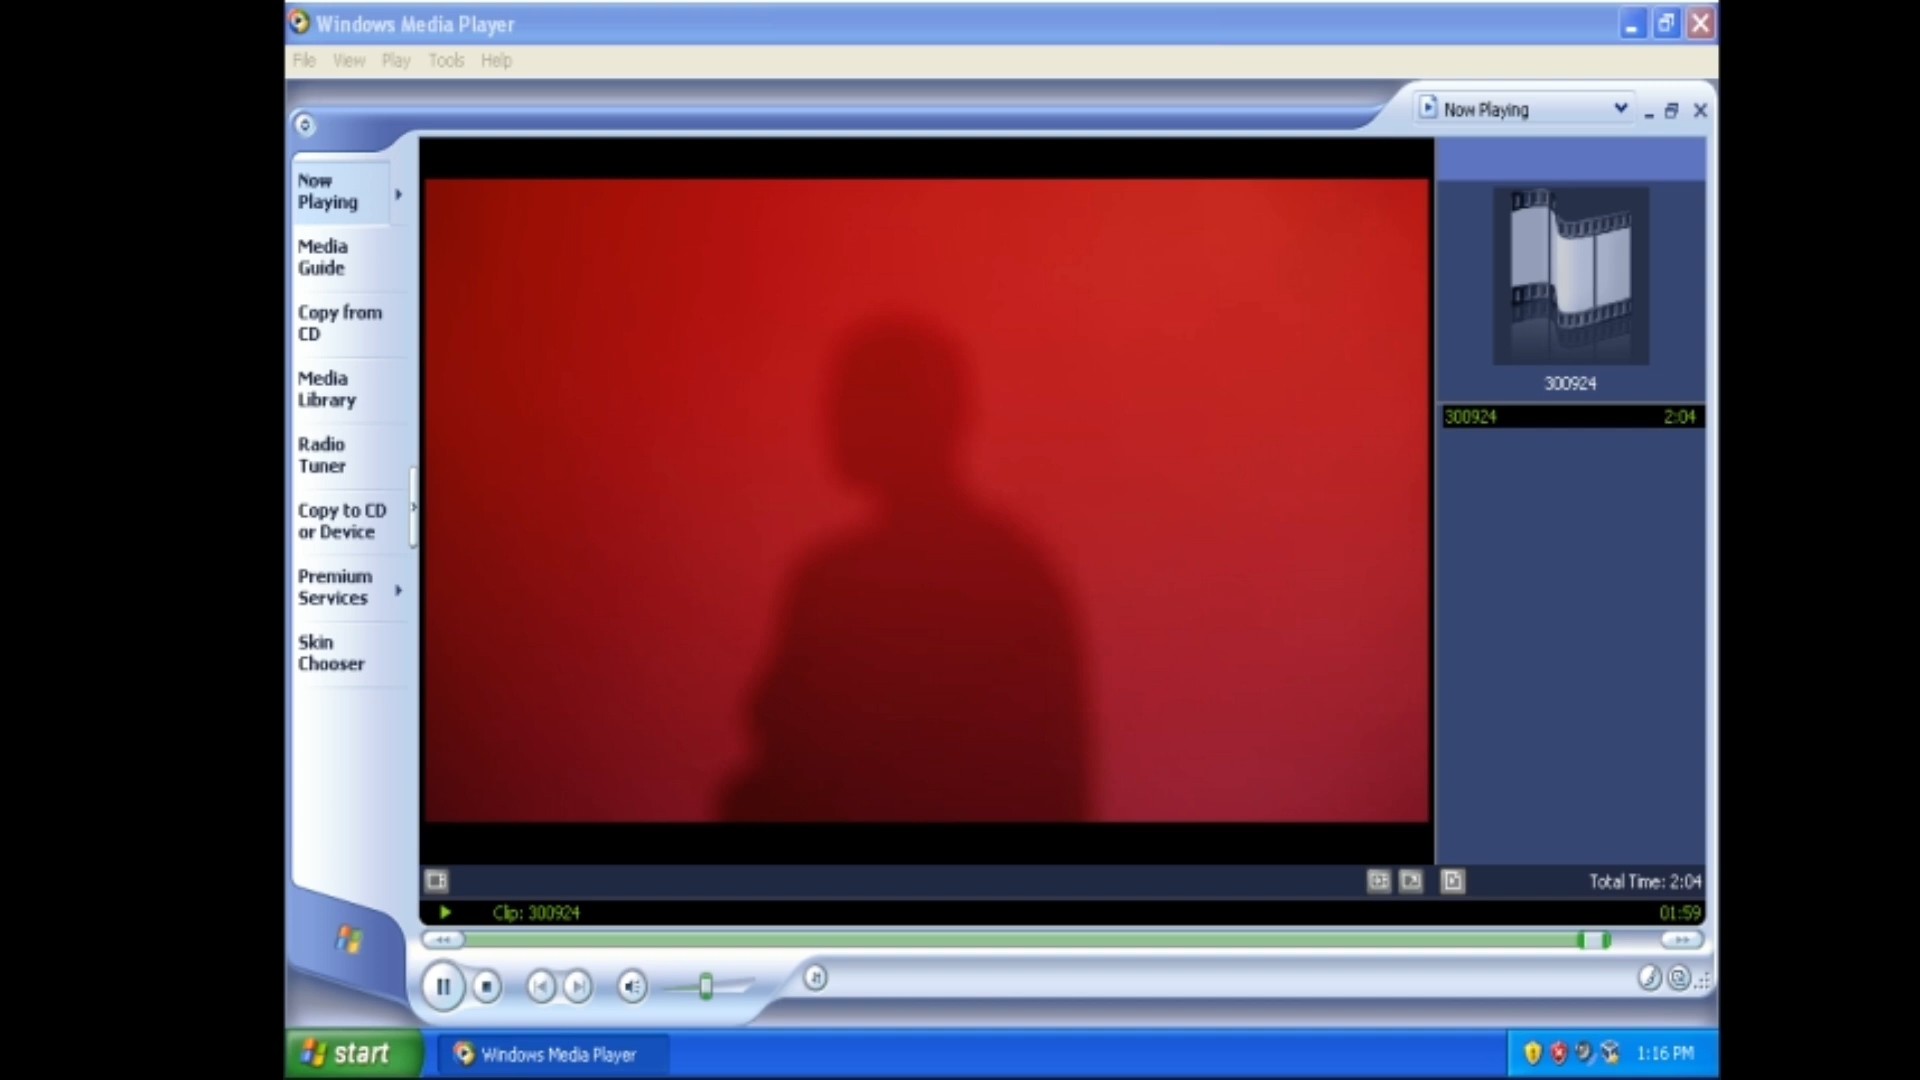 Windows Media Player
File View Play Tools Help
Now Playing
Now
Playing
Media
Guide
Copy from
CD
Media
Library
Radio
Tuner
Copy to CD
or Device
Premium
Services
Skin
Chooser
300924
300924 2:04
Total Time: 2:04
Clip: 300924 01:59
start Windows Media Player 1:16 PM